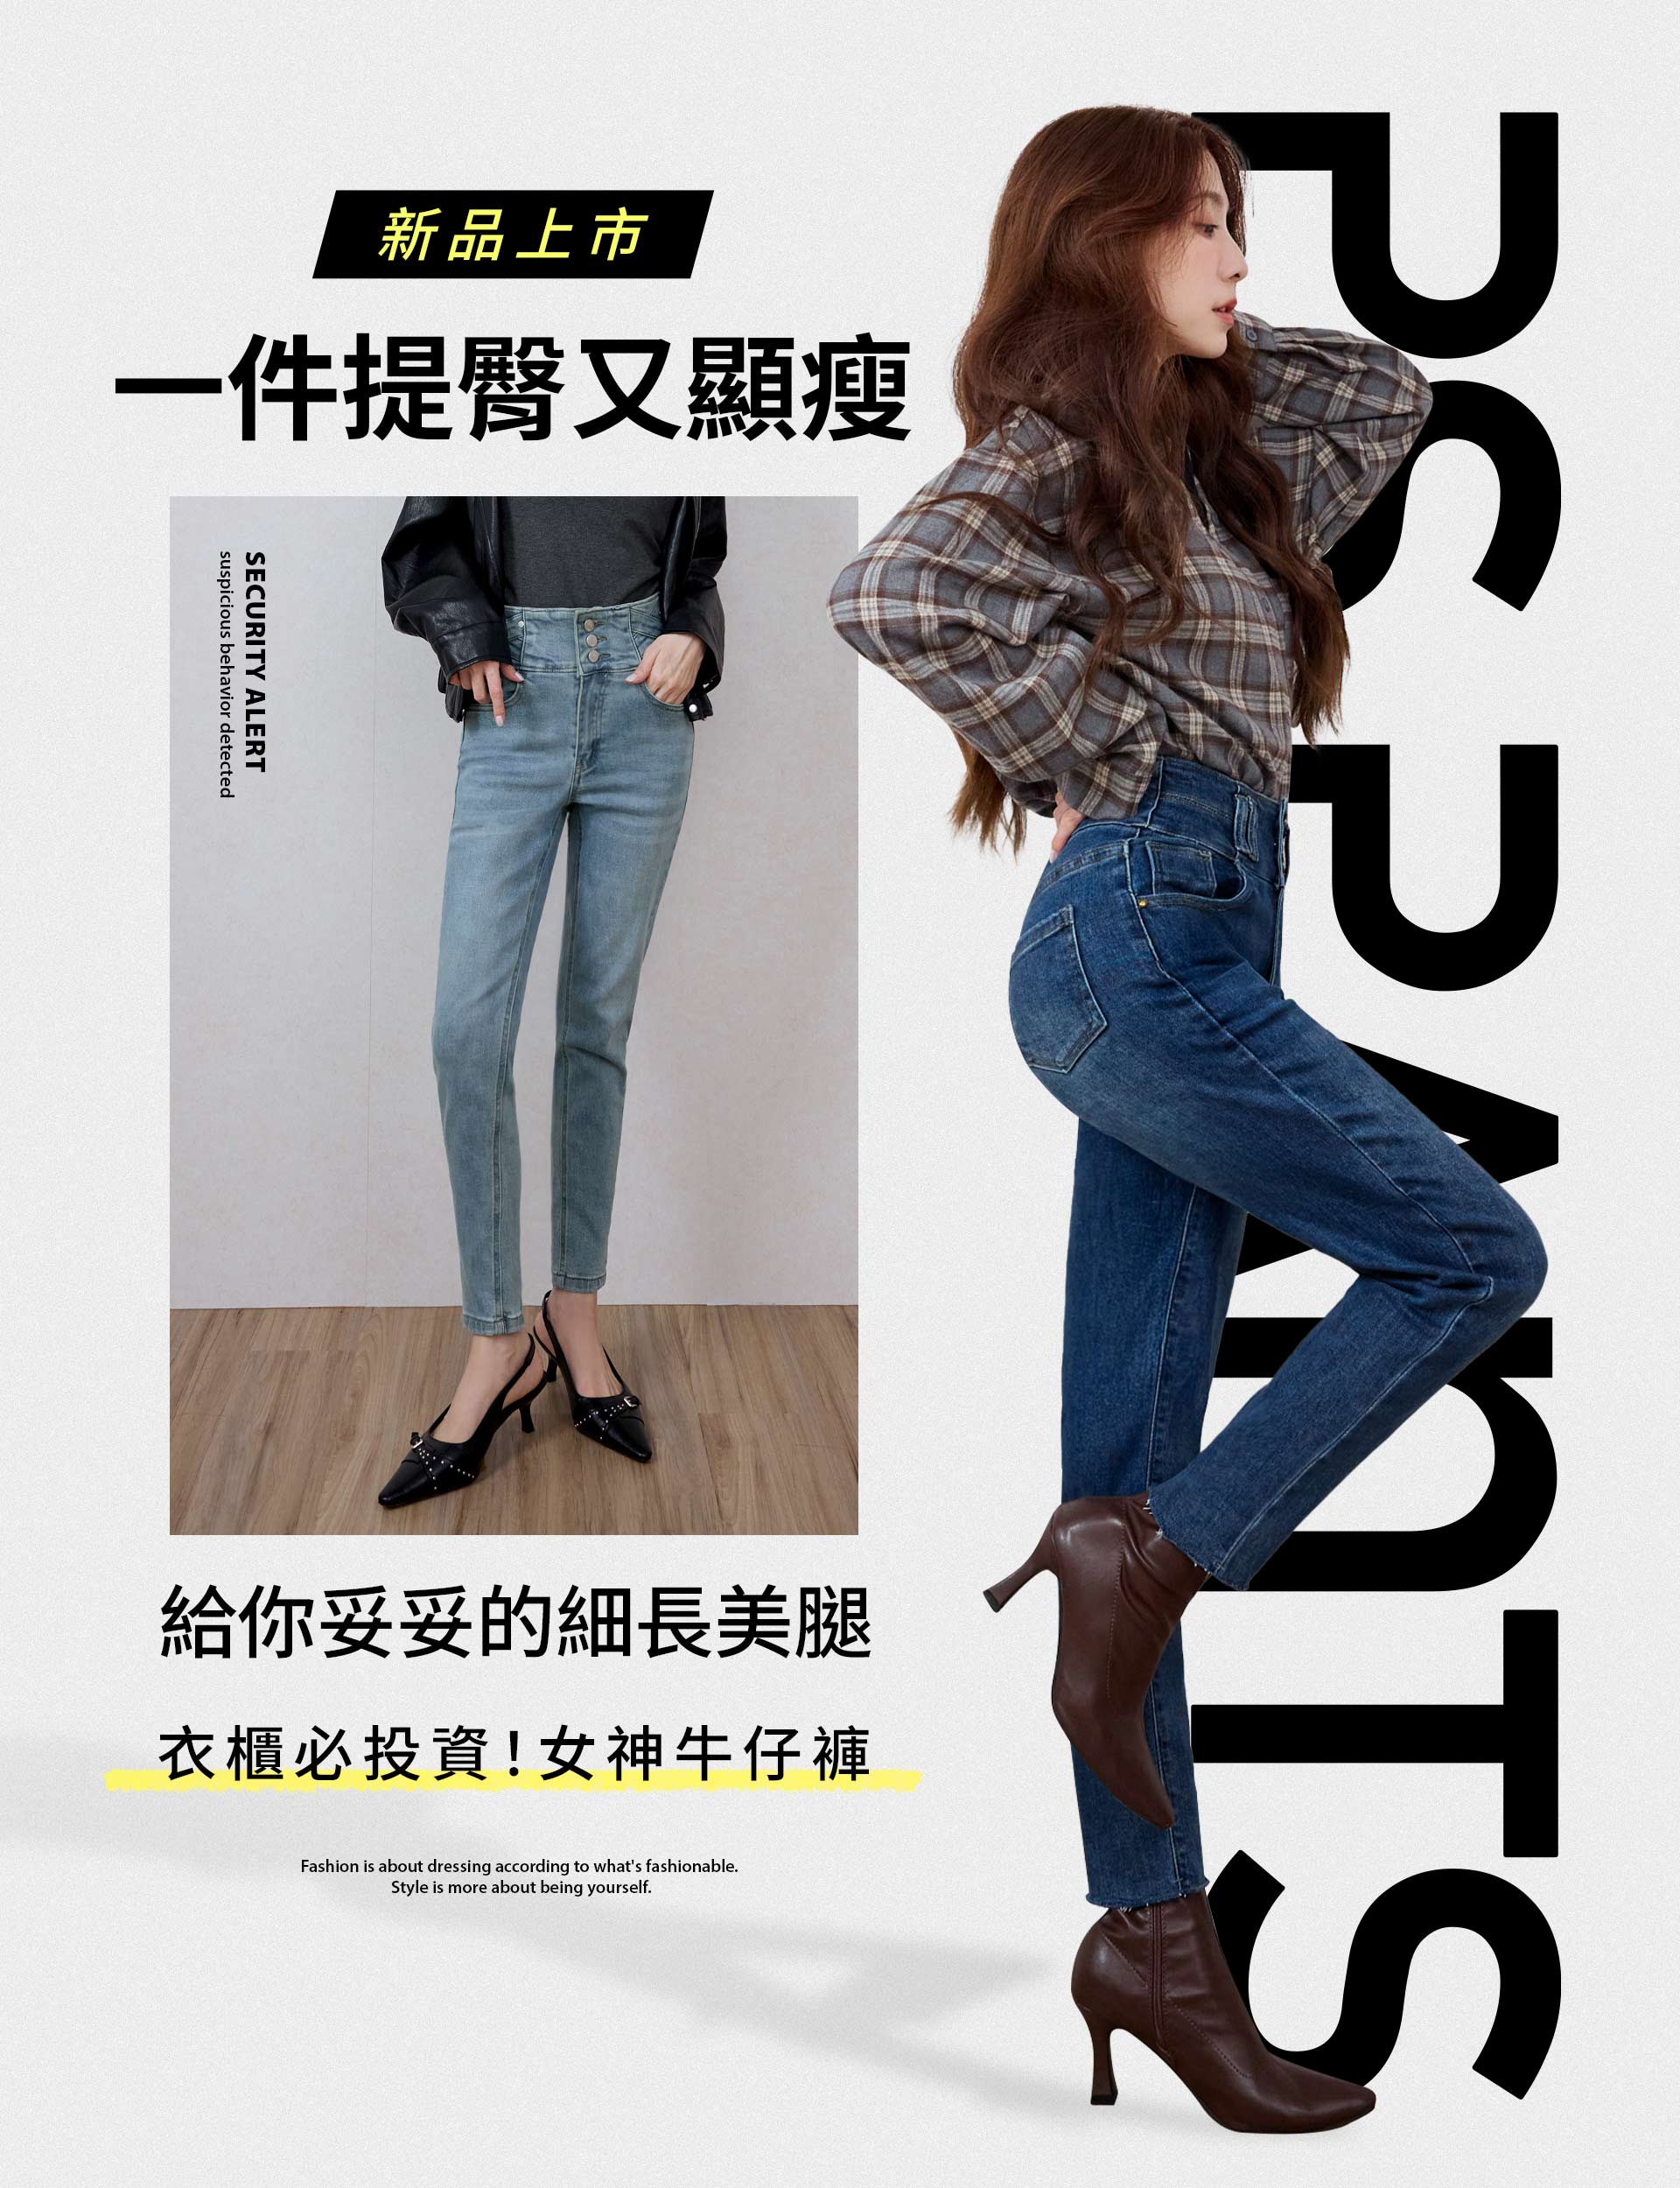 新品上市
一件提臀又顯瘦
SECURITY ALERT
suspicious behavior detected
給你妥妥的細長美腿
衣櫃必投資!女神牛仔褲
Fashion is about dressing according to what's fashionable.
Style is more about being yourself.
PS PANTS